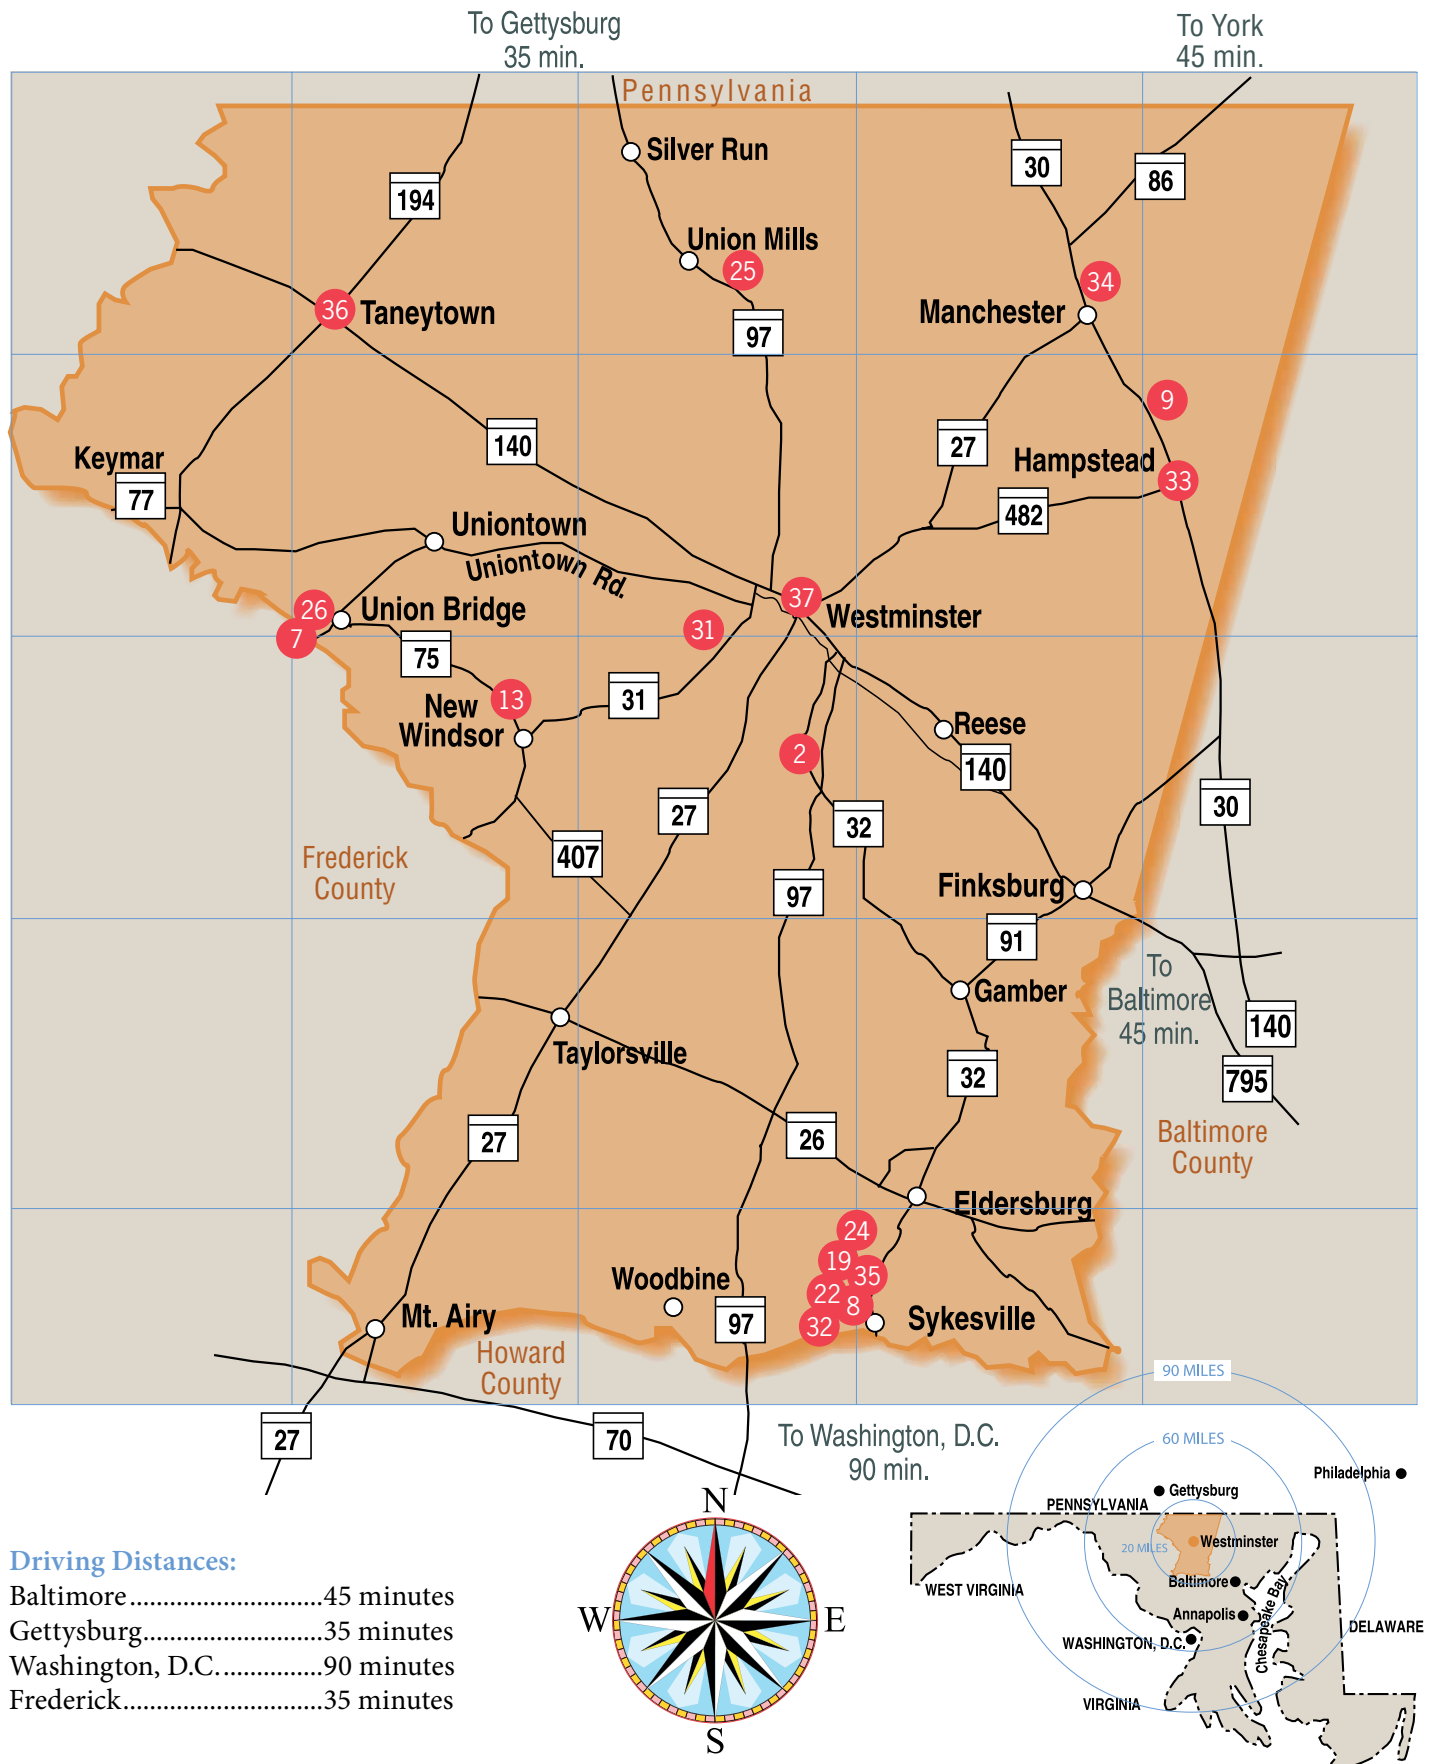 To Gettysburg
35 min.
To York
45 min.
Pennsylvania
Silver Run
30
86
194
Union Mills
25
34
36
Taneytown
Manchester
97
9
27
140
Keymar
Hampstead
77
33
482
Uniontown
Uniontown Rd.
26
Union Bridge
7
37
Westminster
31
75
13
31
New
Windsor
Reese
2
140
27
32
30
407
Frederick
County
97
Finksburg
91
To
Baltimore
45 min.
Gamber
140
Taylorsville
32
795
27
26
Baltimore
County
Eldersburg
24
19
35
22
8
32
Woodbine
97
Sykesville
Mt. Airy
Howard
County
27
70
To Washington, D.C.
90 min.
90 MILES
60 MILES
Philadelphia
Gettysburg
PENNSYLVANIA
20 MILES
Westminster
Baltimore
WEST VIRGINIA
Annapolis
Chesapeake Bay
DELAWARE
WASHINGTON, D.C.
VIRGINIA
N
W
E
S
Driving Distances:
Baltimore.............................45 minutes
Gettysburg...........................35 minutes
Washington, D.C................90 minutes
Frederick..............................35 minutes